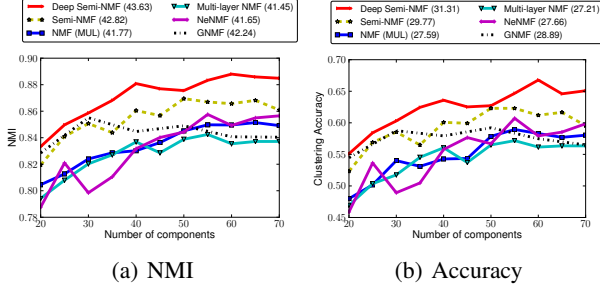 Deep Semi-NMF (43.63)
Semi-NMF (42.82)
NMF (MUL) (41.77)
Multi-layer NMF (41.45)
NeNMF (41.65)
GNMF (42.24)
NMI
0.90
0.88
0.86
0.84
0.82
0.80
0.78
20 30 40 50 60 70
Number of components
(a) NMI
Deep Semi-NMF (31.31)
Semi-NMF (29.77)
NMF (MUL) (27.59)
Multi-layer NMF (27.21)
NeNMF (27.66)
GNMF (28.89)
Clustering Accuracy
0.75
0.70
0.65
0.60
0.55
0.50
0.45
20 30 40 50 60 70
Number of components
(b) Accuracy